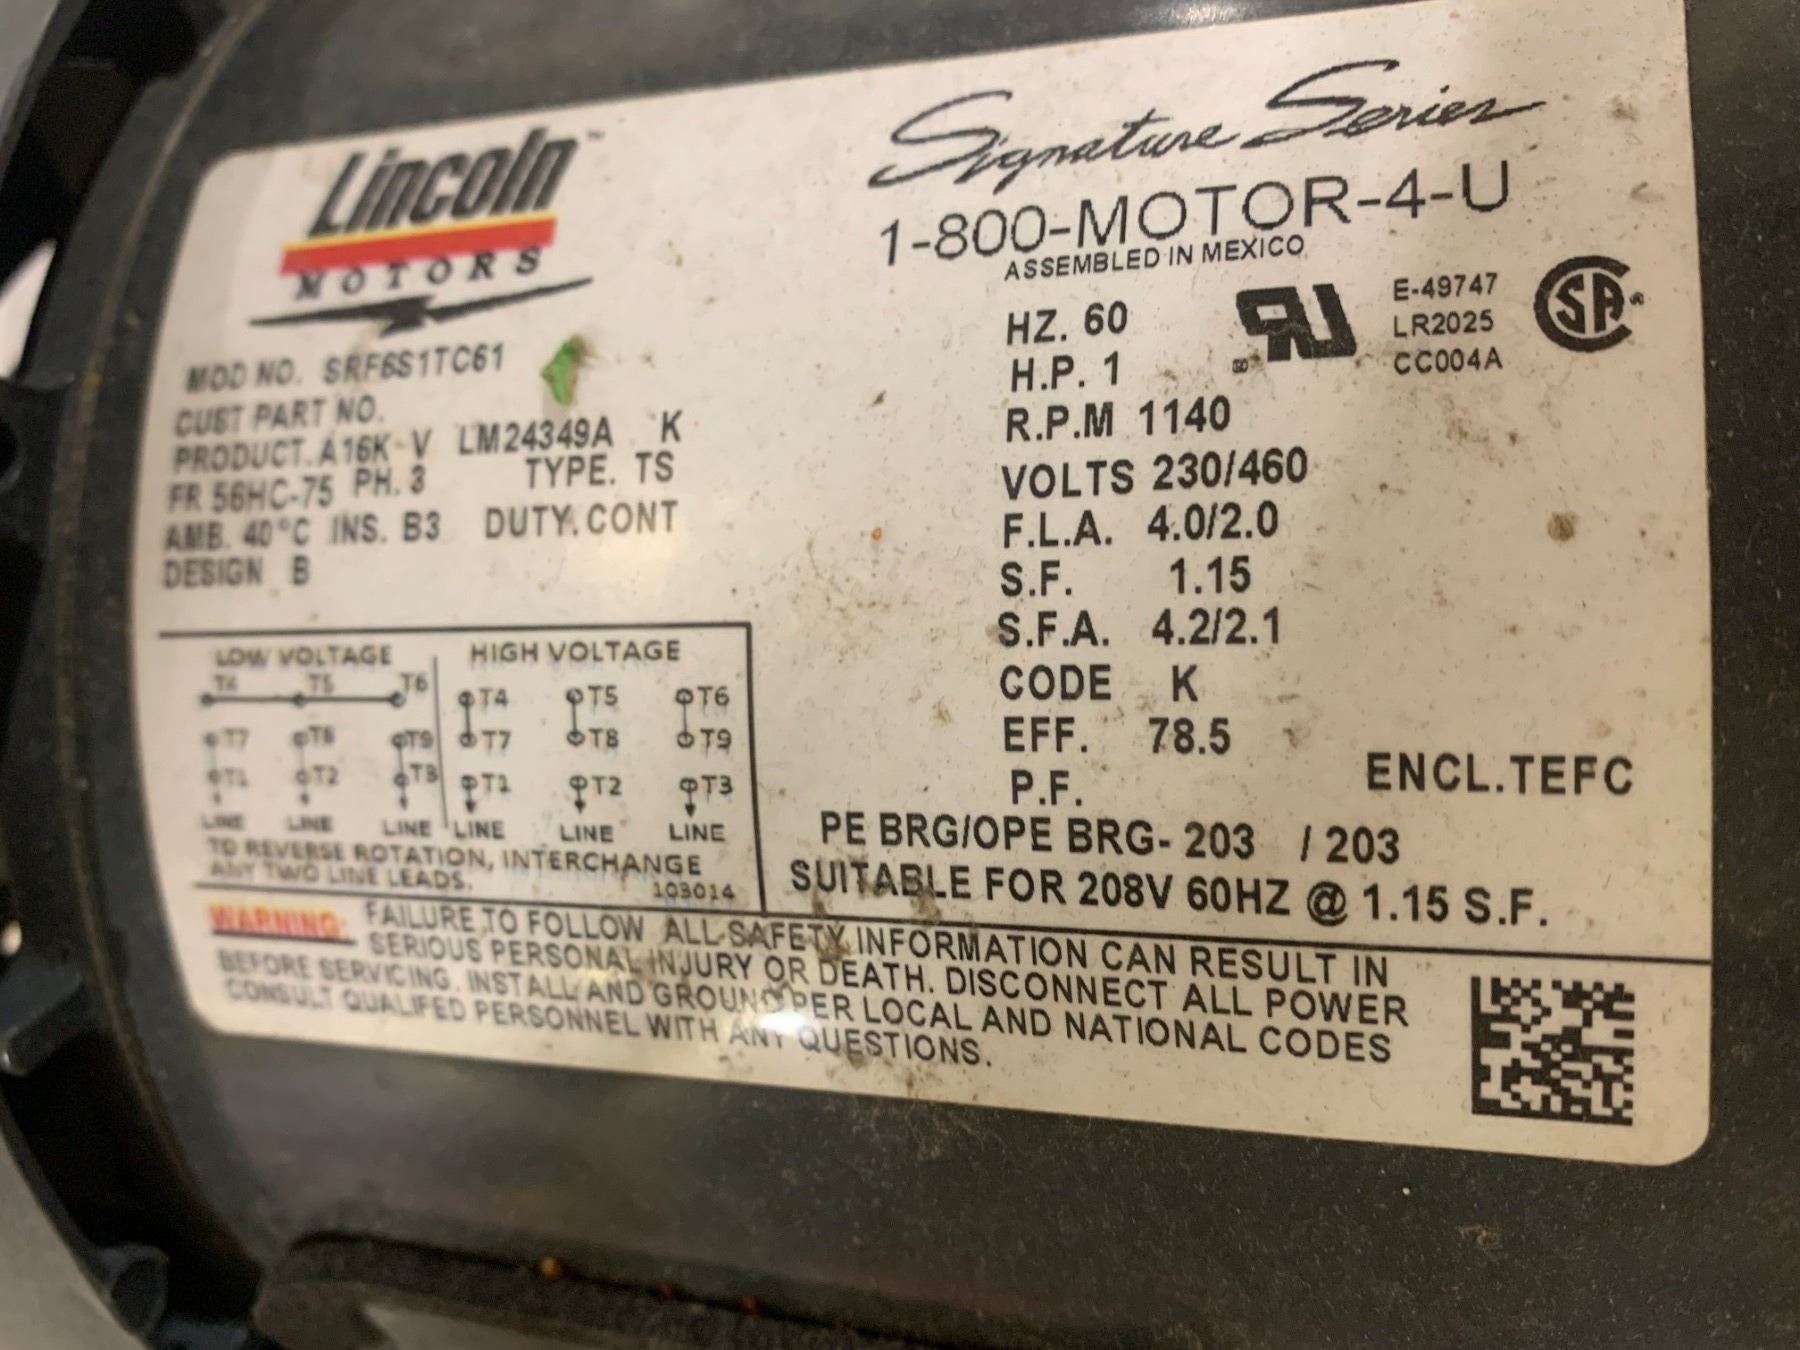 Lincoln™
MOTORS
Signature Series
1-800-MOTOR-4-U
ASSEMBLED IN MEXICO
MOD NO. SRF6S1TC61
CUST PART NO.
PRODUCT. A16K-V LM24349A K
FR 56HC-75 PH. 3 TYPE. TS
AMB. 40°C INS. B3 DUTY. CONT
DESIGN B
HZ. 60
H.P. 1
R.P.M 1140
VOLTS 230/460
F.L.A. 4.0/2.0
S.F. 1.15
S.F.A. 4.2/2.1
CODE K
EFF. 78.5
P.F.
E-49747
LR2025
CC004A
ENCL.TEFC
PE BRG/OPE BRG- 203 / 203
SUITABLE FOR 208V 60HZ @ 1.15 S.F.
LOW VOLTAGE
T4 T5 T6
T7 T8 T9
T1 T2 T3
LINE LINE LINE
HIGH VOLTAGE
T4 T5 T6
T7 T8 T9
T1 T2 T3
LINE LINE LINE
TO REVERSE ROTATION, INTERCHANGE
ANY TWO LINE LEADS.
103014
WARNING: FAILURE TO FOLLOW ALL SAFETY INFORMATION CAN RESULT IN
SERIOUS PERSONAL INJURY OR DEATH. DISCONNECT ALL POWER
BEFORE SERVICING. INSTALL AND GROUND PER LOCAL AND NATIONAL CODES
CONSULT QUALIFED PERSONNEL WITH ANY QUESTIONS.